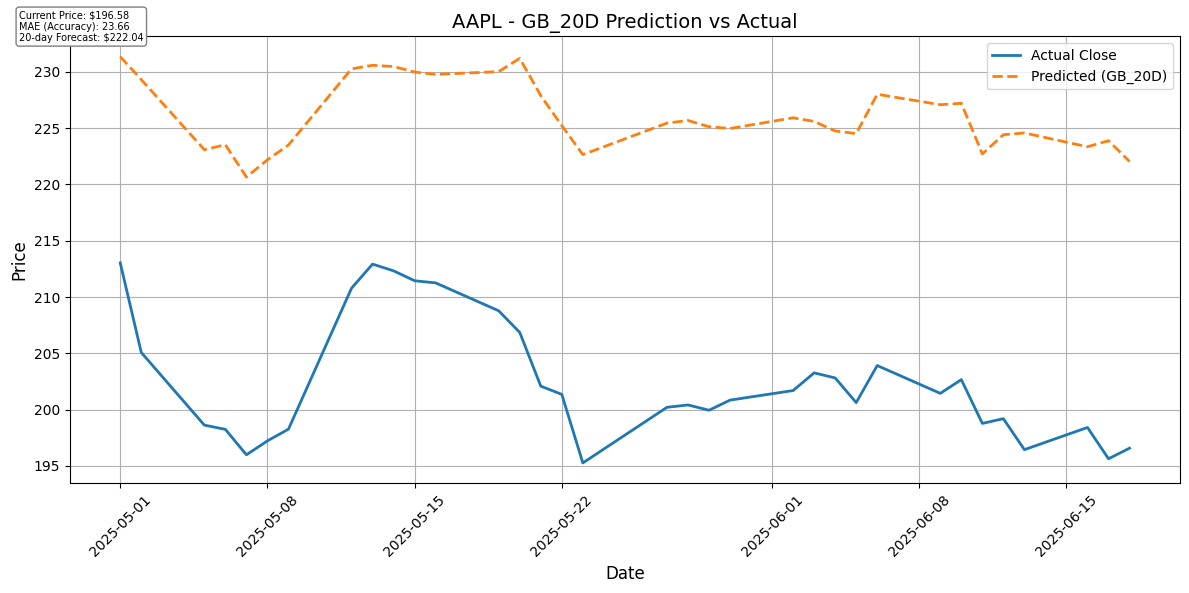 AAPL - GB_20D Prediction vs Actual
Current Price: $196.58
MAE (Accuracy): 23.66
20-day Forecast: $222.04
Actual Close
Predicted (GB_20D)
Price
230
225
220
215
210
205
200
195
2025-05-01
2025-05-08
2025-05-15
2025-05-22
2025-06-01
2025-06-08
2025-06-15
Date